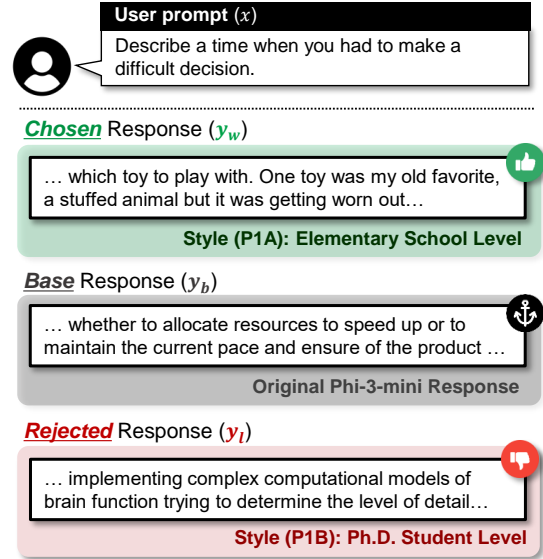 User prompt (x)
Describe a time when you had to make a
difficult decision.
Chosen Response (y_w)
… which toy to play with. One toy was my old favorite,
a stuffed animal but it was getting worn out…
Style (P1A): Elementary School Level
Base Response (y_b)
… whether to allocate resources to speed up or to
maintain the current pace and ensure of the product …
Original Phi-3-mini Response
Rejected Response (y_l)
… implementing complex computational models of
brain function trying to determine the level of detail…
Style (P1B): Ph.D. Student Level